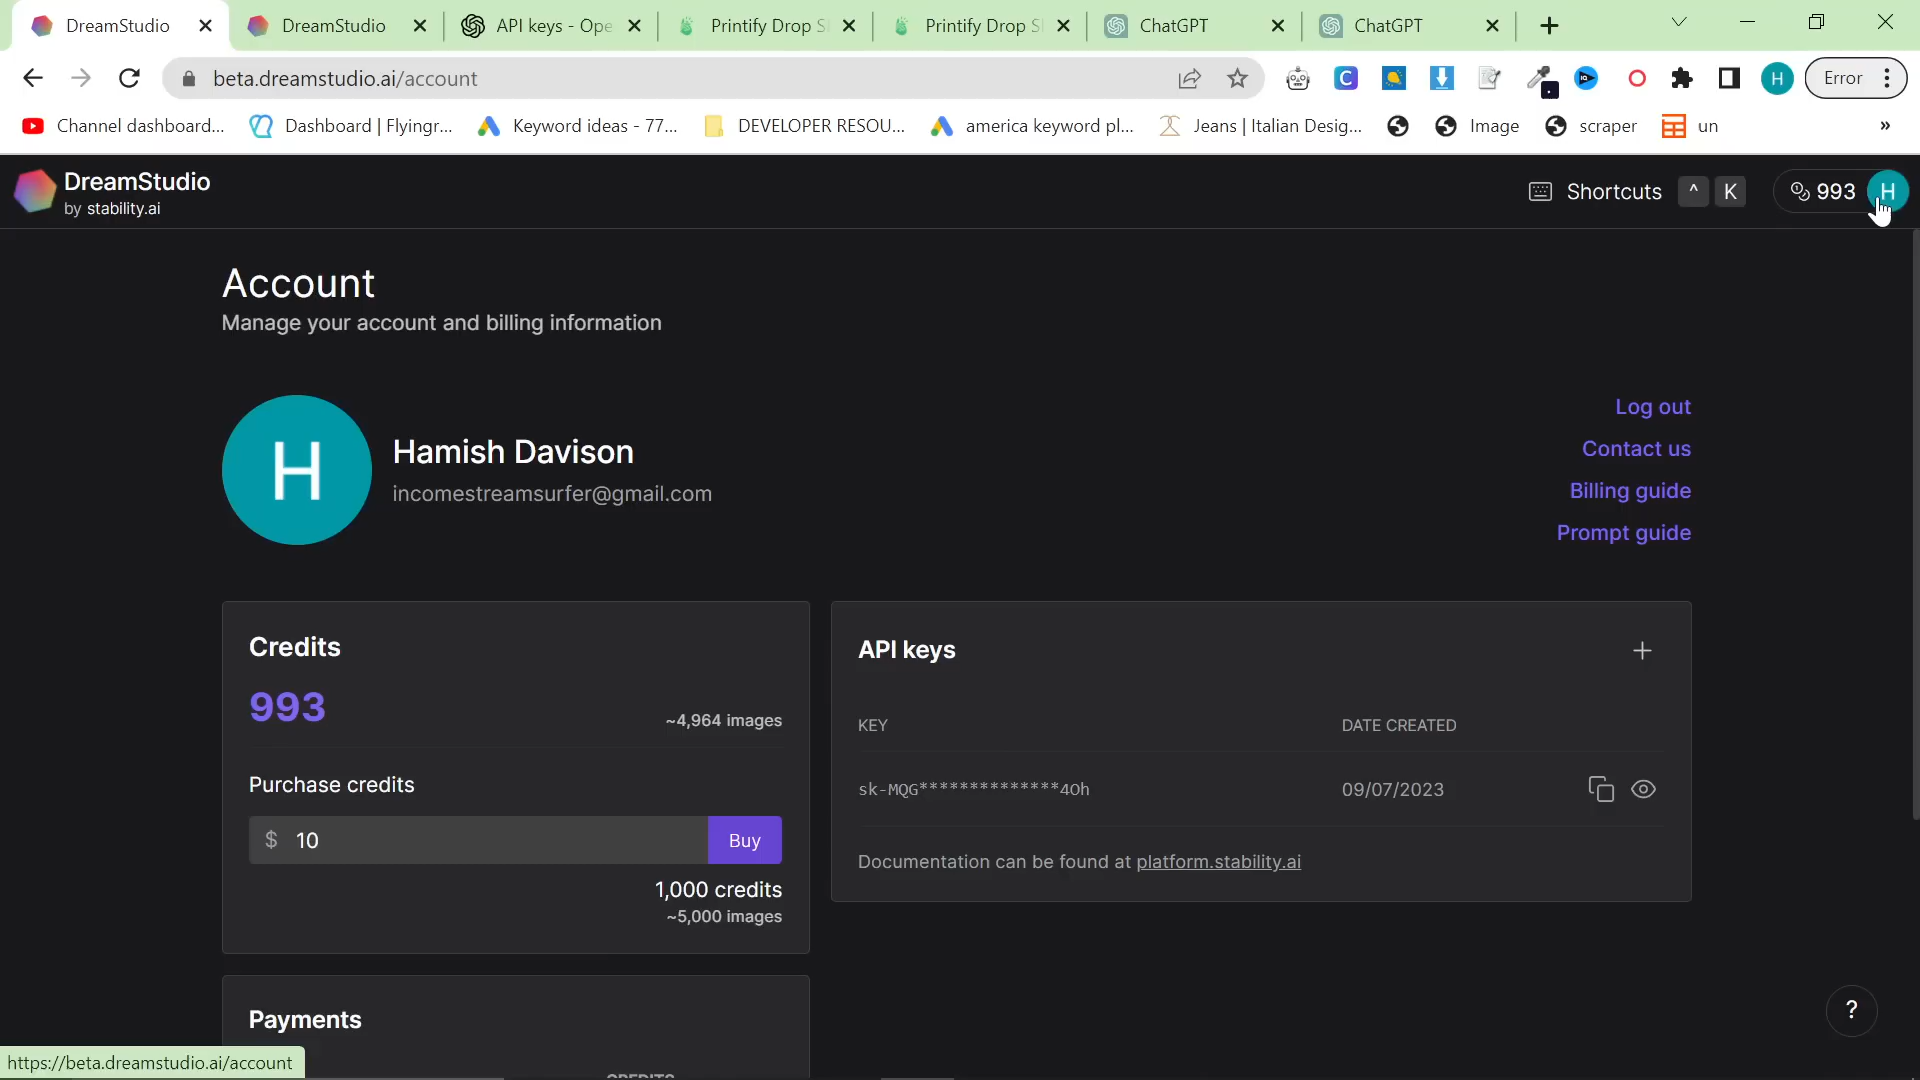 DreamStudio
DreamStudio
API keys - Ope
Printify Drop S
Printify Drop S
ChatGPT
ChatGPT
beta.dreamstudio.ai/account
Error
Channel dashboard...
Dashboard | Flyingr...
Keyword ideas - 77...
DEVELOPER RESOU...
america keyword pl...
Jeans | Italian Desig...
Image
scraper
un
»
DreamStudio
by stability.ai
Shortcuts ^ K
993 H
Account
Manage your account and billing information
H
Hamish Davison
incomestreamsurfer@gmail.com
Log out
Contact us
Billing guide
Prompt guide
Credits
993
~4,964 images
Purchase credits
$ 10
Buy
1,000 credits
~5,000 images
API keys
KEY
DATE CREATED
sk-MQG**************4Oh
09/07/2023
Documentation can be found at platform.stability.ai
Payments
CREDITS
?
https://beta.dreamstudio.ai/account